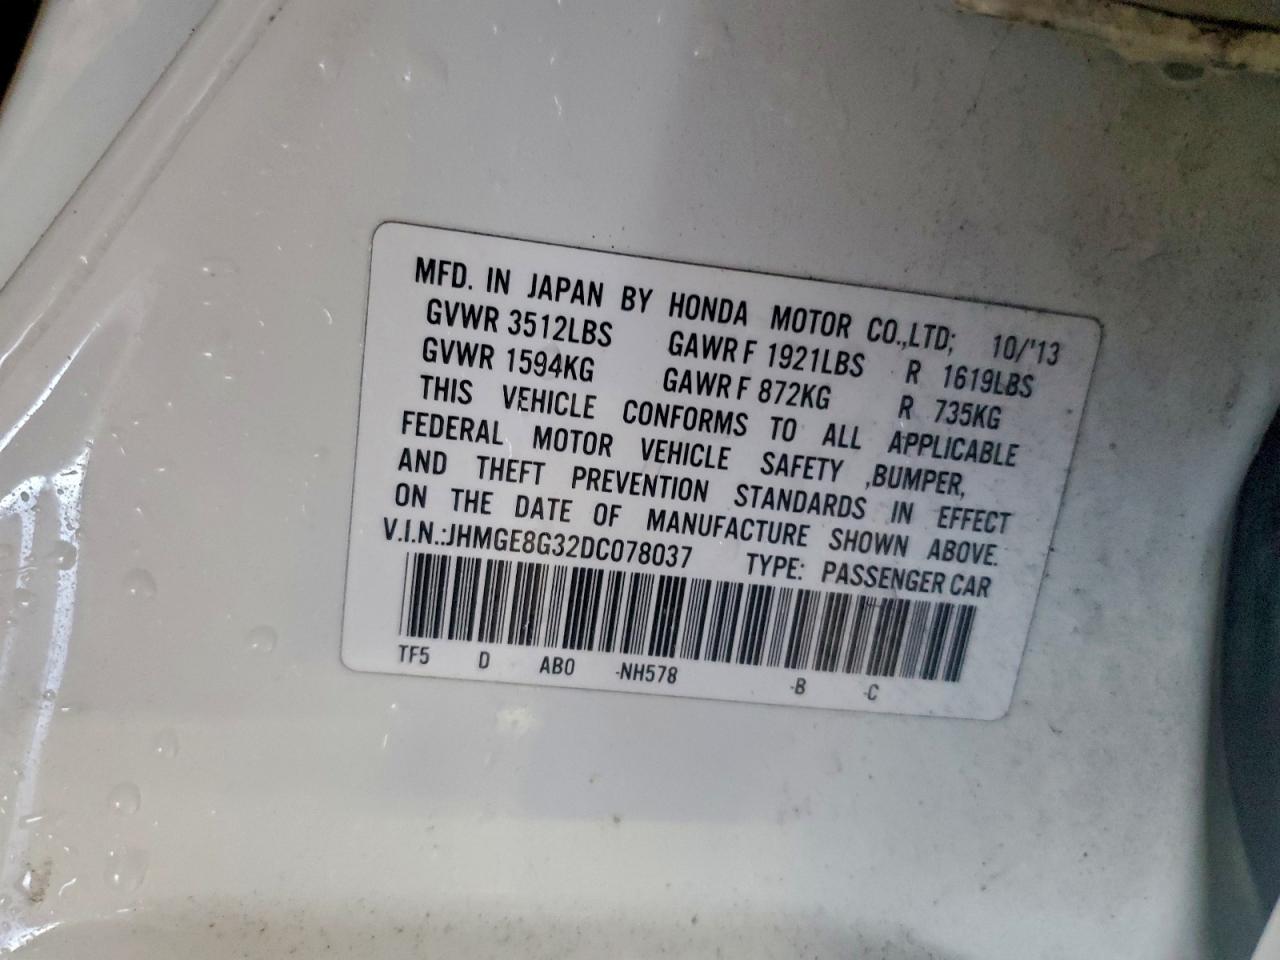 MFD. IN JAPAN BY HONDA MOTOR CO.,LTD; 10/'13
GVWR 3512LBS GAWR F 1921LBS R 1619LBS
GVWR 1594KG GAWR F 872KG R 735KG
THIS VEHICLE CONFORMS TO ALL APPLICABLE
FEDERAL MOTOR VEHICLE SAFETY ,BUMPER,
AND THEFT PREVENTION STANDARDS IN EFFECT
ON THE DATE OF MANUFACTURE SHOWN ABOVE.
V.I.N.:JHMGE8G32DC078037 TYPE: PASSENGER CAR
TF5 D AB0 -NH578 -B -C